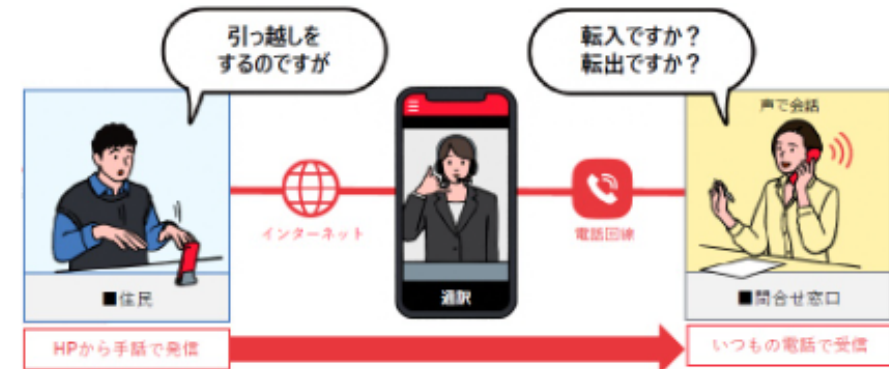 引っ越しを
するのですが
転入ですか？
転出ですか？
声で会話
インターネット
電話回線
通訳
■住民
■問合せ窓口
HPから手話で発信
いつもの電話で受信